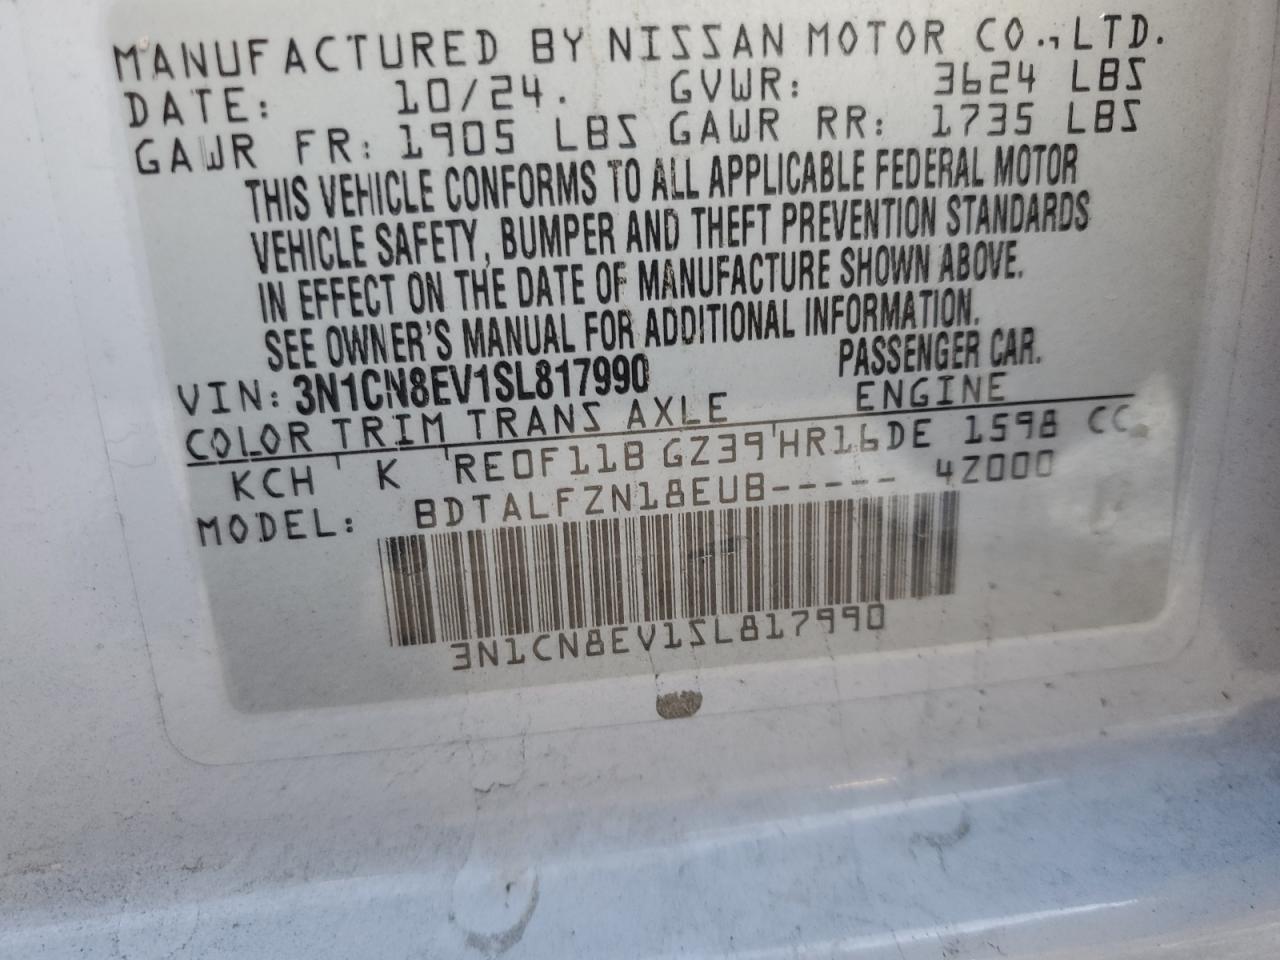 MANUFACTURED BY NISSAN MOTOR CO., LTD.
DATE: 10/24. GVWR: 3624 LBS
GAWR FR: 1905 LBS GAWR RR: 1735 LBS
THIS VEHICLE CONFORMS TO ALL APPLICABLE FEDERAL MOTOR
VEHICLE SAFETY, BUMPER AND THEFT PREVENTION STANDARDS
IN EFFECT ON THE DATE OF MANUFACTURE SHOWN ABOVE.
SEE OWNER'S MANUAL FOR ADDITIONAL INFORMATION.
VIN: 3N1CN8EV1SL817990 PASSENGER CAR.
COLOR TRIM TRANS AXLE ENGINE
KCH K RE0F11B GZ39 HR16DE 1598 CC
MODEL: BDTALFZN18EUB----- 4Z000
3N1CN8EV1SL817990